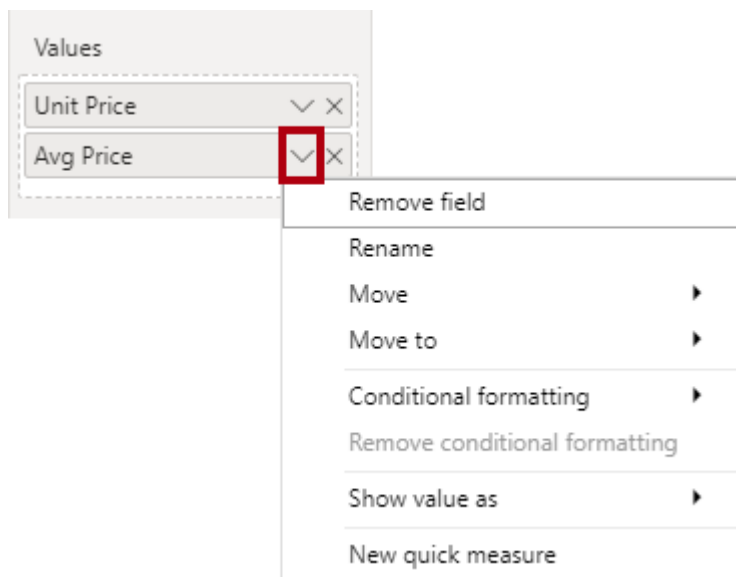 Values
Unit Price
Avg Price
Remove field
Rename
Move
Move to
Conditional formatting
Remove conditional formatting
Show value as
New quick measure